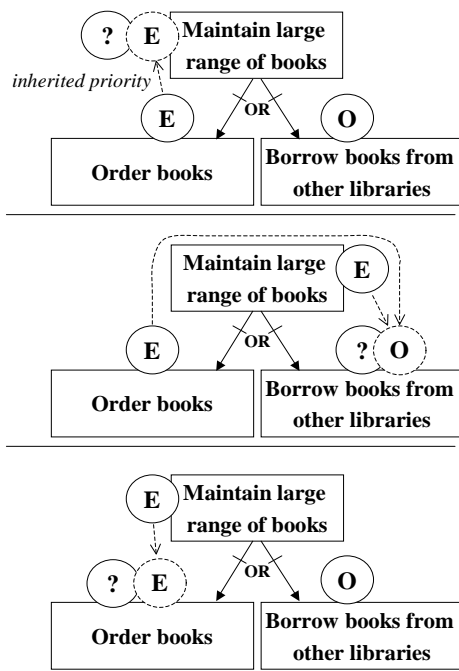 ? E Maintain large
range of books
inherited priority
E OR O
Order books
Borrow books from
other libraries
Maintain large
range of books
E
E OR ? O
Order books
Borrow books from
other libraries
E Maintain large
range of books
? E OR O
Order books
Borrow books from
other libraries